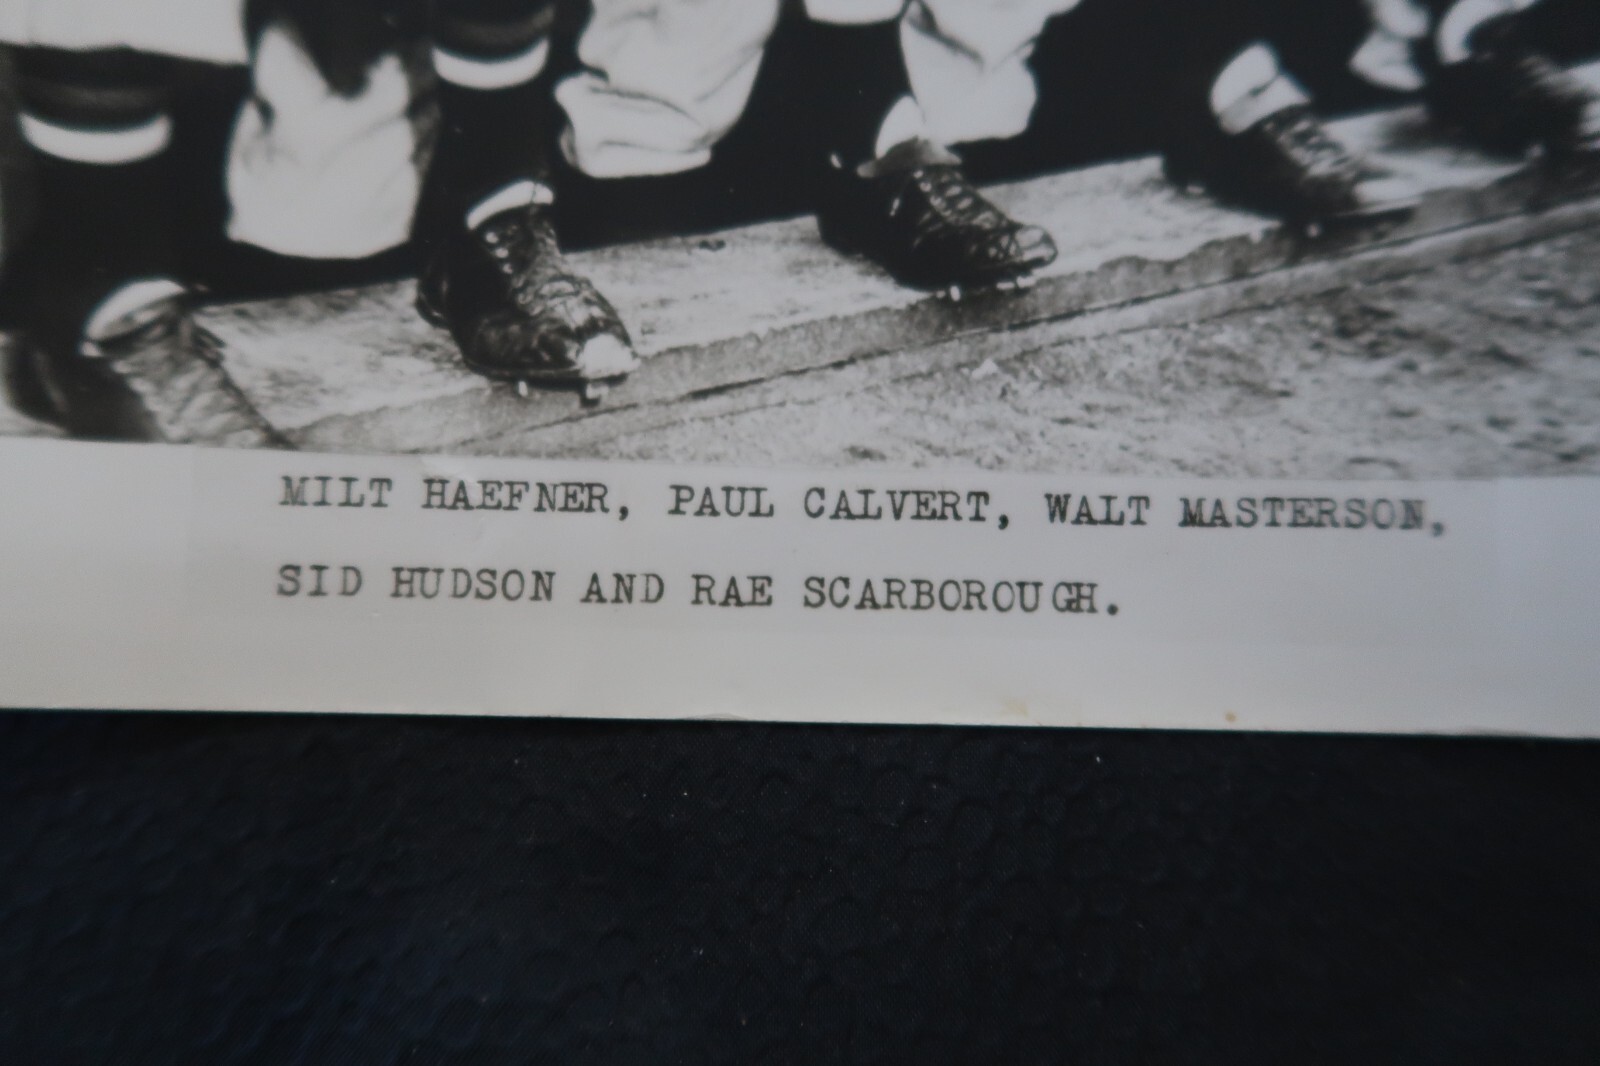 MILT HAEFNER, PAUL CALVERT, WALT MASTERSON,
SID HUDSON AND RAE SCARBOROUGH.